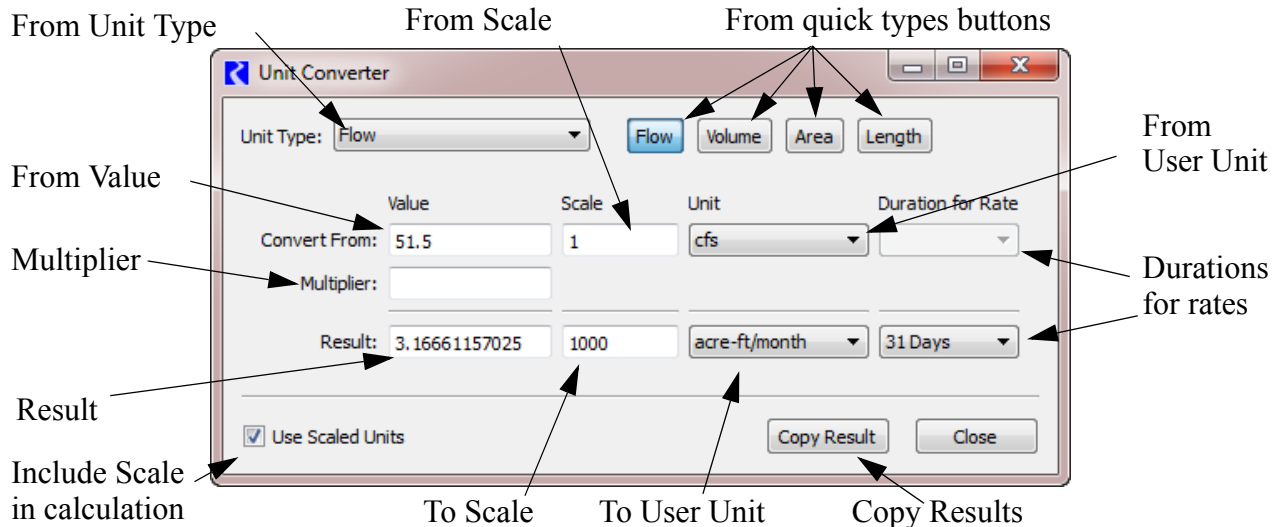 From Unit Type
From Scale
From quick types buttons
Unit Converter
Unit Type:
Flow
Flow
Volume
Area
Length
From
User Unit
From Value
Value
Scale
Unit
Duration for Rate
Convert From:
51.5
1
cfs
Multiplier
Multiplier:
Durations
for rates
Result:
3.16661157025
1000
acre-ft/month
31 Days
Result
Use Scaled Units
Copy Result
Close
Include Scale
in calculation
To Scale
To User Unit
Copy Results